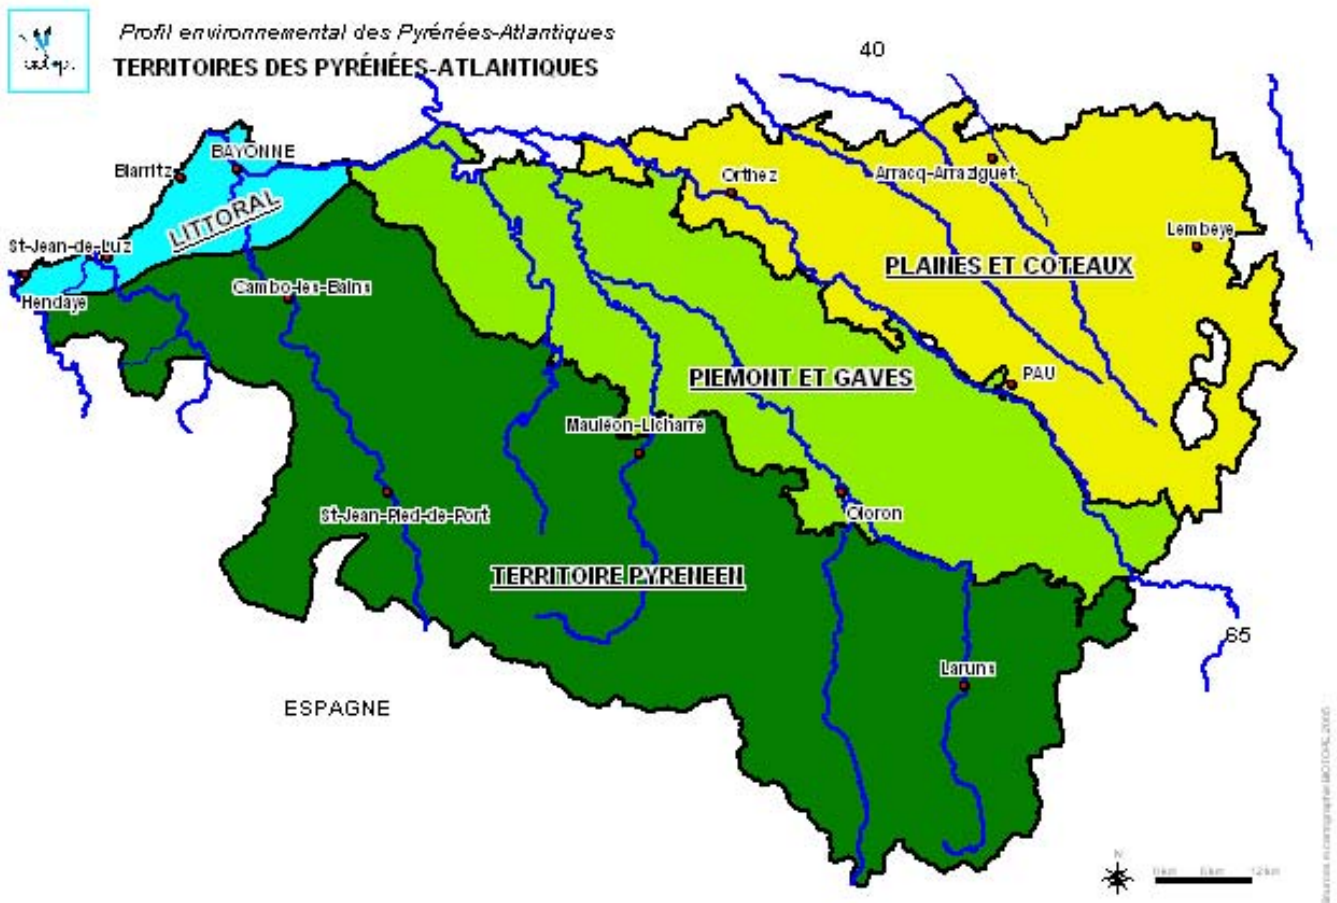 Profil environnemental des Pyrénées-Atlantiques
TERRITOIRES DES PYRÉNÉES-ATLANTIQUES
40
BAYONNE
Biarritz
Orthez
Arracq-Arraziguet
LITTORAL
St-Jean-de-Luz
Lembeye
PLAINES ET COTEAUX
Hendaye
Cambo-les-Bains
PIEMONT ET GAVES
PAU
Mauléon-Licharre
St-Jean-Pied-de-Port
Oloron
TERRITOIRE PYRENEEN
65
Laruns
ESPAGNE
N